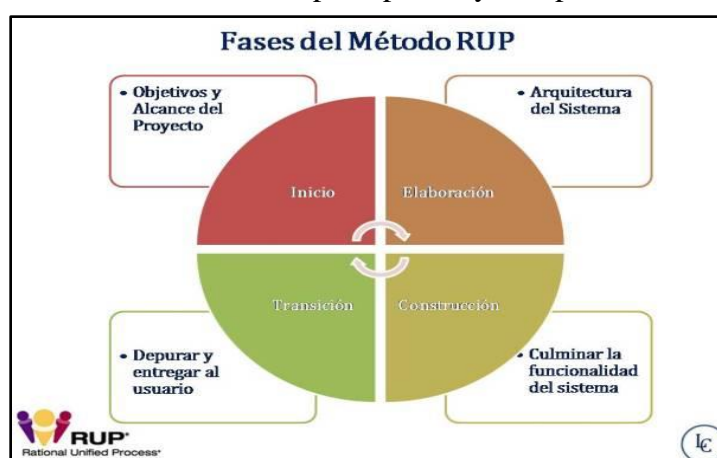 Fases del Método RUP
• Objetivos y
Alcance del
Proyecto
• Arquitectura
del Sistema
Inicio
Elaboración
Transición
Construcción
• Depurar y
entregar al
usuario
• Culminar la
funcionalidad
del sistema
RUP
Rational Unified Process
LC